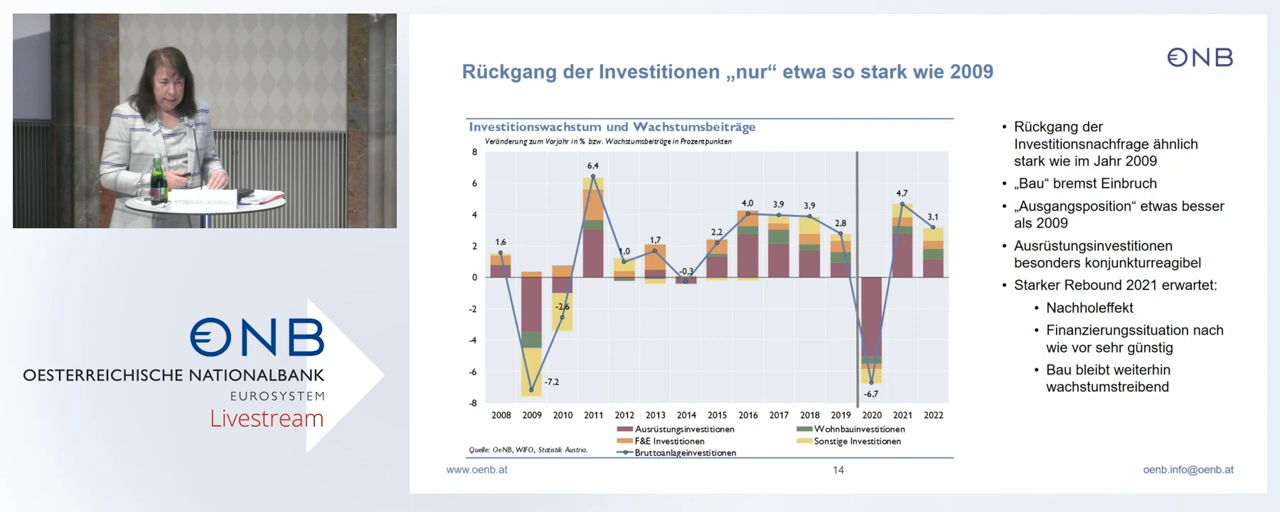 ONB
OESTERREICHISCHE NATIONALBANK
EUROSYSTEM
Livestream
ONB
Rückgang der Investitionen „nur“ etwa so stark wie 2009
Investitionswachstum und Wachstumsbeiträge
Veränderung zum Vorjahr in % bzw. Wachstumsbeiträge in Prozentpunkten
8
6
4
2
0
-2
-4
-6
-8
1,6
-7,2
-2,6
6,4
1,0
1,7
-0,3
2,2
4,0
3,9
3,9
2,8
-6,7
4,7
3,1
2008 2009 2010 2011 2012 2013 2014 2015 2016 2017 2018 2019 2020 2021 2022
Ausrüstungsinvestitionen
Wohnbauinvestitionen
F&E Investitionen
Sonstige Investitionen
Bruttoanlageinvestitionen
Quelle: OeNB, WIFO, Statistik Austria.
• Rückgang der
Investitionsnachfrage ähnlich
stark wie im Jahr 2009
• „Bau“ bremst Einbruch
• „Ausgangsposition“ etwas besser
als 2009
• Ausrüstungsinvestitionen
besonders konjunkturreagibel
• Starker Rebound 2021 erwartet:
• Nachholeffekt
• Finanzierungssituation nach
wie vor sehr günstig
• Bau bleibt weiterhin
wachstumstreibend
www.oenb.at
14
oenb.info@oenb.at